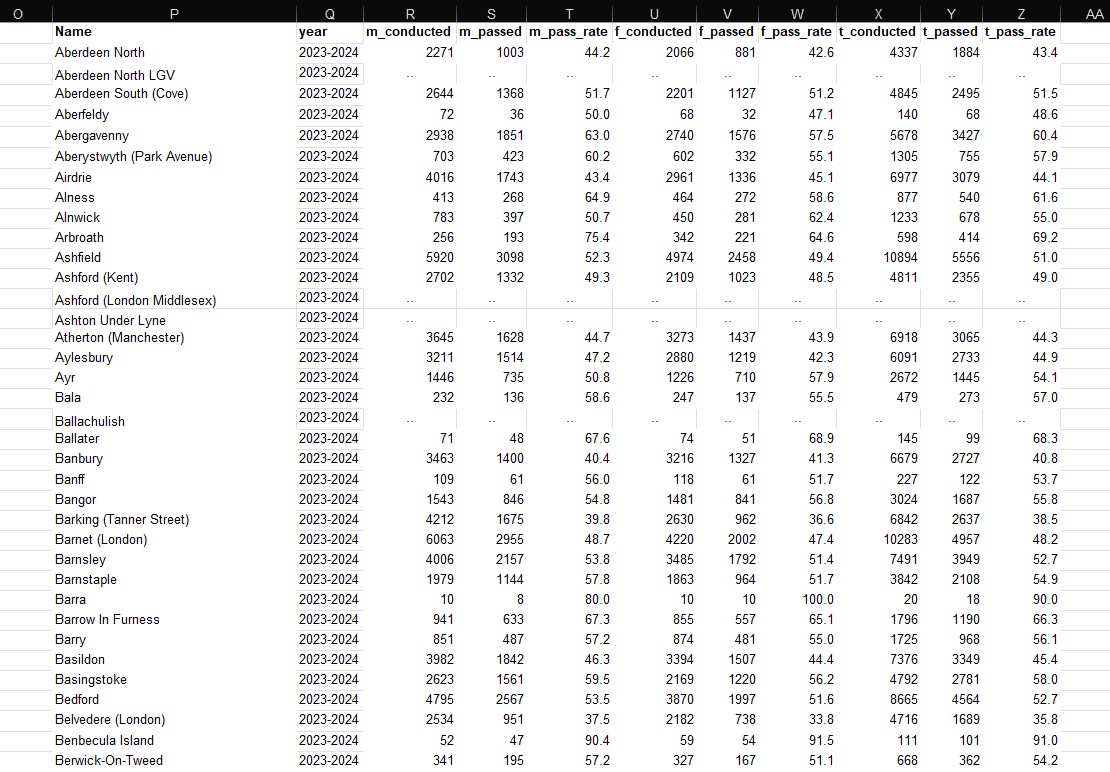 O P Q R S T U V W X Y Z AA
Name year m_conducted m_passed m_pass_rate f_conducted f_passed f_pass_rate t_conducted t_passed t_pass_rate
Aberdeen North 2023-2024 2271 1003 44.2 2066 881 42.6 4337 1884 43.4
Aberdeen North LGV 2023-2024 .. .. .. .. .. .. .. .. ..
Aberdeen South (Cove) 2023-2024 2644 1368 51.7 2201 1127 51.2 4845 2495 51.5
Aberfeldy 2023-2024 72 36 50.0 68 32 47.1 140 68 48.6
Abergavenny 2023-2024 2938 1851 63.0 2740 1576 57.5 5678 3427 60.4
Aberystwyth (Park Avenue) 2023-2024 703 423 60.2 602 332 55.1 1305 755 57.9
Airdrie 2023-2024 4016 1743 43.4 2961 1336 45.1 6977 3079 44.1
Alness 2023-2024 413 268 64.9 464 272 58.6 877 540 61.6
Alnwick 2023-2024 783 397 50.7 450 281 62.4 1233 678 55.0
Arbroath 2023-2024 256 193 75.4 342 221 64.6 598 414 69.2
Ashfield 2023-2024 5920 3098 52.3 4974 2458 49.4 10894 5556 51.0
Ashford (Kent) 2023-2024 2702 1332 49.3 2109 1023 48.5 4811 2355 49.0
Ashford (London Middlesex) 2023-2024 .. .. .. .. .. .. .. .. ..
Ashton Under Lyne 2023-2024 .. .. .. .. .. .. .. .. ..
Atherton (Manchester) 2023-2024 3645 1628 44.7 3273 1437 43.9 6918 3065 44.3
Aylesbury 2023-2024 3211 1514 47.2 2880 1219 42.3 6091 2733 44.9
Ayr 2023-2024 1446 735 50.8 1226 710 57.9 2672 1445 54.1
Bala 2023-2024 232 136 58.6 247 137 55.5 479 273 57.0
Ballachulish 2023-2024 .. .. .. .. .. .. .. .. ..
Ballater 2023-2024 71 48 67.6 74 51 68.9 145 99 68.3
Banbury 2023-2024 3463 1400 40.4 3216 1327 41.3 6679 2727 40.8
Banff 2023-2024 109 61 56.0 118 61 51.7 227 122 53.7
Bangor 2023-2024 1543 846 54.8 1481 841 56.8 3024 1687 55.8
Barking (Tanner Street) 2023-2024 4212 1675 39.8 2630 962 36.6 6842 2637 38.5
Barnet (London) 2023-2024 6063 2955 48.7 4220 2002 47.4 10283 4957 48.2
Barnsley 2023-2024 4006 2157 53.8 3485 1792 51.4 7491 3949 52.7
Barnstaple 2023-2024 1979 1144 57.8 1863 964 51.7 3842 2108 54.9
Barra 2023-2024 10 8 80.0 10 10 100.0 20 18 90.0
Barrow In Furness 2023-2024 941 633 67.3 855 557 65.1 1796 1190 66.3
Barry 2023-2024 851 487 57.2 874 481 55.0 1725 968 56.1
Basildon 2023-2024 3982 1842 46.3 3394 1507 44.4 7376 3349 45.4
Basingstoke 2023-2024 2623 1561 59.5 2169 1220 56.2 4792 2781 58.0
Bedford 2023-2024 4795 2567 53.5 3870 1997 51.6 8665 4564 52.7
Belvedere (London) 2023-2024 2534 951 37.5 2182 738 33.8 4716 1689 35.8
Benbecula Island 2023-2024 52 47 90.4 59 54 91.5 111 101 91.0
Berwick-On-Tweed 2023-2024 341 195 57.2 327 167 51.1 668 362 54.2